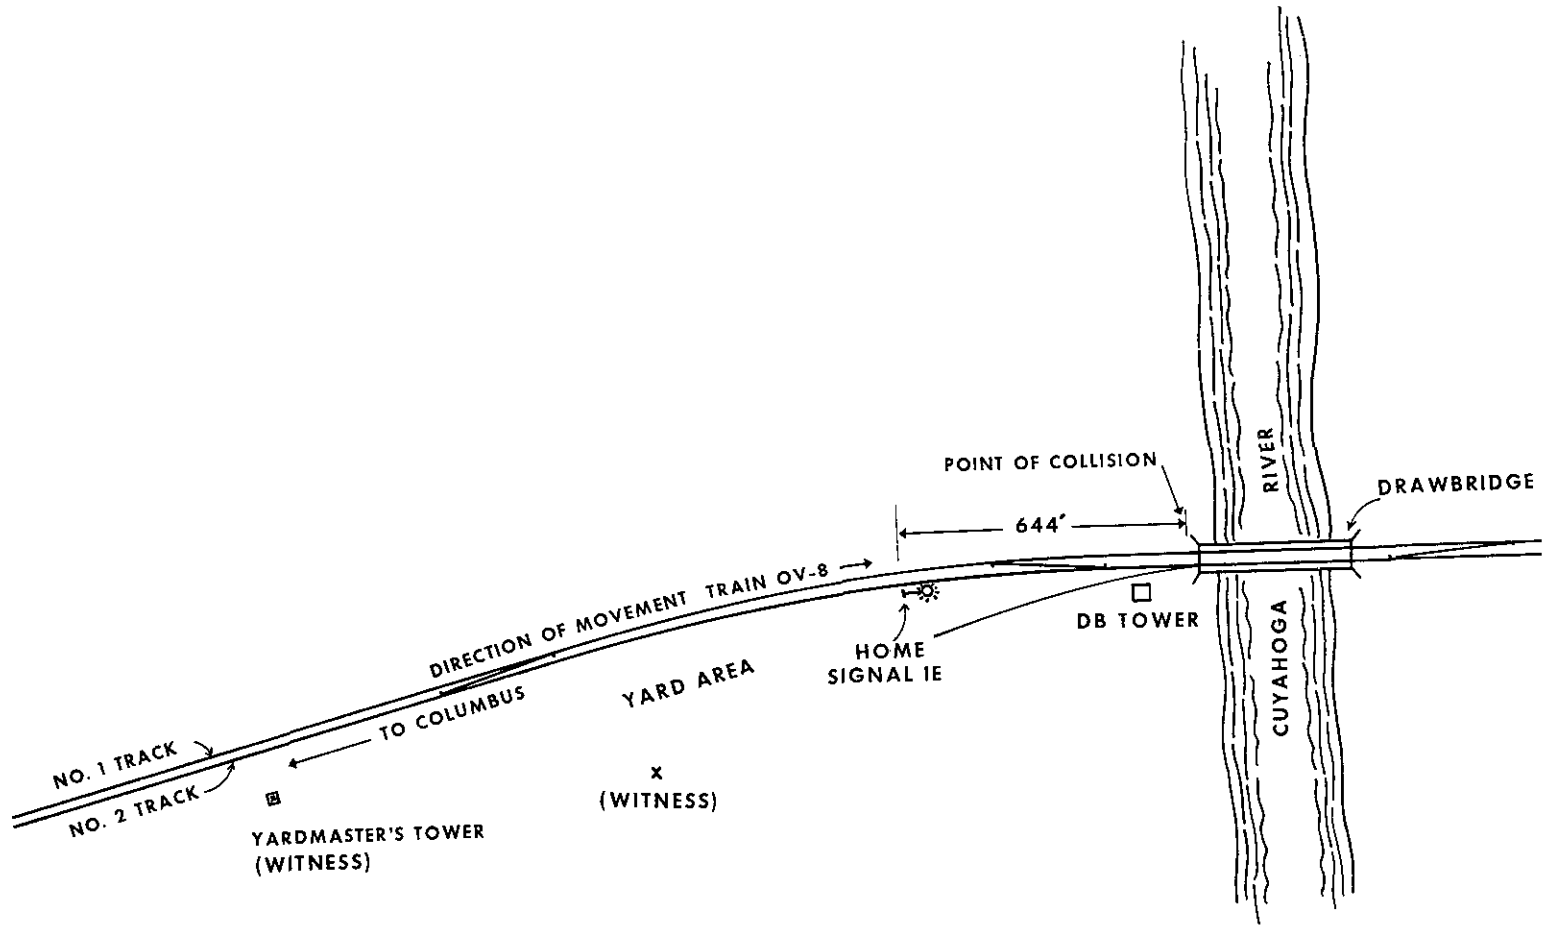 POINT OF COLLISION
RIVER
DRAWBRIDGE
644'
DIRECTION OF MOVEMENT TRAIN OV-8
DB TOWER
HOME
SIGNAL 1E
CUYAHOGA
YARD AREA
TO COLUMBUS
NO. 1 TRACK
NO. 2 TRACK
X
(WITNESS)
YARDMASTER'S TOWER
(WITNESS)